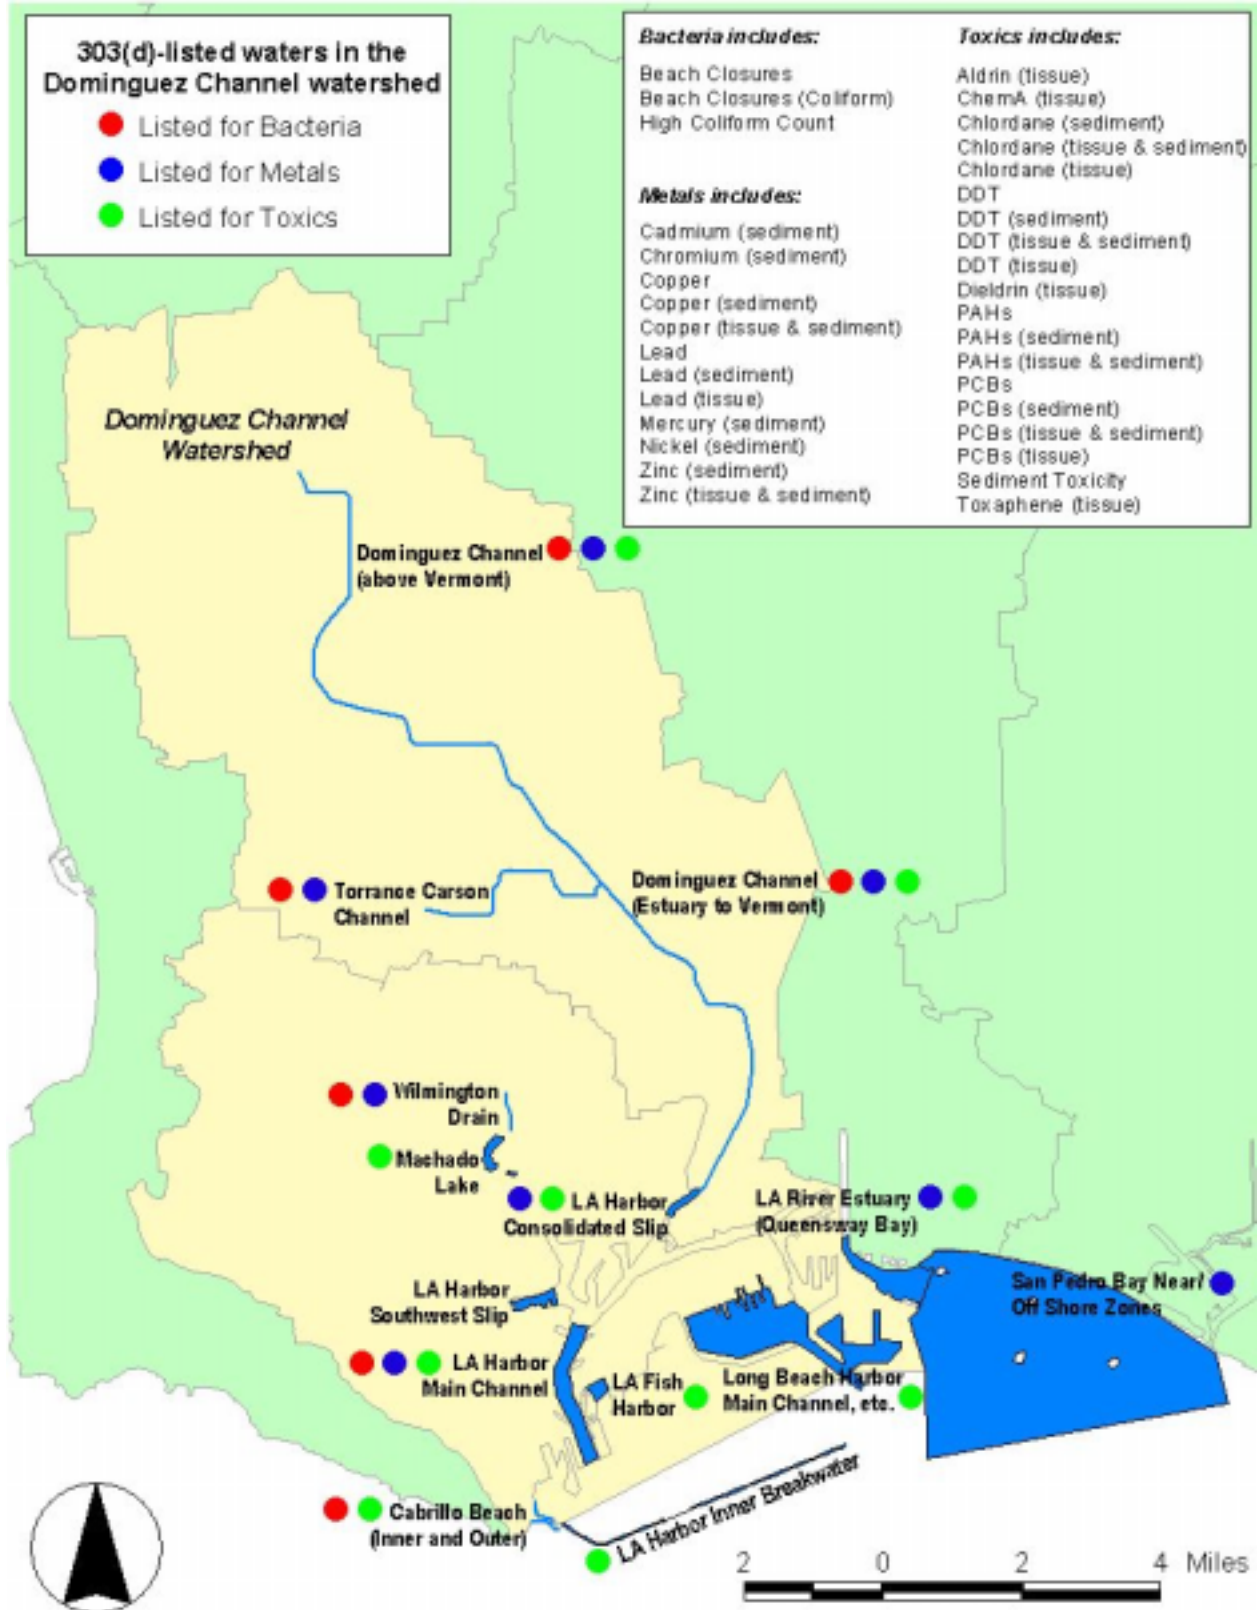 303(d)-listed waters in the
Dominguez Channel watershed
Listed for Bacteria
Listed for Metals
Listed for Toxics
Bacteria includes:
Beach Closures
Beach Closures (Coliform)
High Coliform Count
Metals includes:
Cadmium (sediment)
Chromium (sediment)
Copper
Copper (sediment)
Copper (tissue & sediment)
Lead
Lead (sediment)
Lead (tissue)
Mercury (sediment)
Nickel (sediment)
Zinc (sediment)
Zinc (tissue & sediment)
Toxics includes:
Aldrin (tissue)
ChemA (tissue)
Chlordane (sediment)
Chlordane (tissue & sediment)
Chlordane (tissue)
DDT
DDT (sediment)
DDT (tissue & sediment)
DDT (tissue)
Dieldrin (tissue)
PAHs
PAHs (sediment)
PAHs (tissue & sediment)
PCBs
PCBs (sediment)
PCBs (tissue & sediment)
PCBs (tissue)
Sediment Toxicity
Toxaphene (tissue)
Dominguez Channel
Watershed
Dominguez Channel
(above Vermont)
Torrance Carson
Channel
Dominguez Channel
(Estuary to Vermont)
Wilmington
Drain
Machado
Lake
LA Harbor
Consolidated Slip
LA River Estuary
(Queensway Bay)
San Pedro Bay Near/
Off Shore Zones
LA Harbor
Southwest Slip
LA Harbor
Main Channel
LA Fish
Harbor
Long Beach Harbor
Main Channel, etc.
Cabrillo Beach
(Inner and Outer)
LA Harbor Inner Breakwater
2 0 2 4 Miles